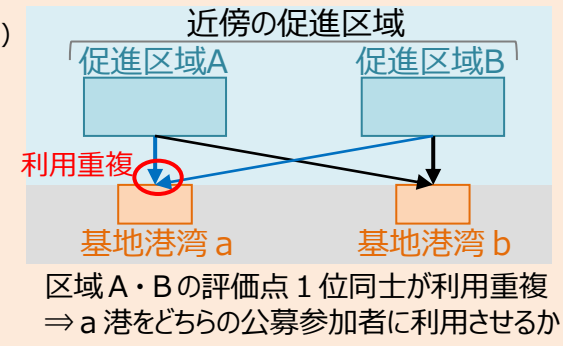 )
近傍の促進区域
促進区域A 促進区域B
利用重複
基地港湾 a 基地港湾 b
区域A・Bの評価点1位同士が利用重複
⇒a港をどちらの公募参加者に利用させるか